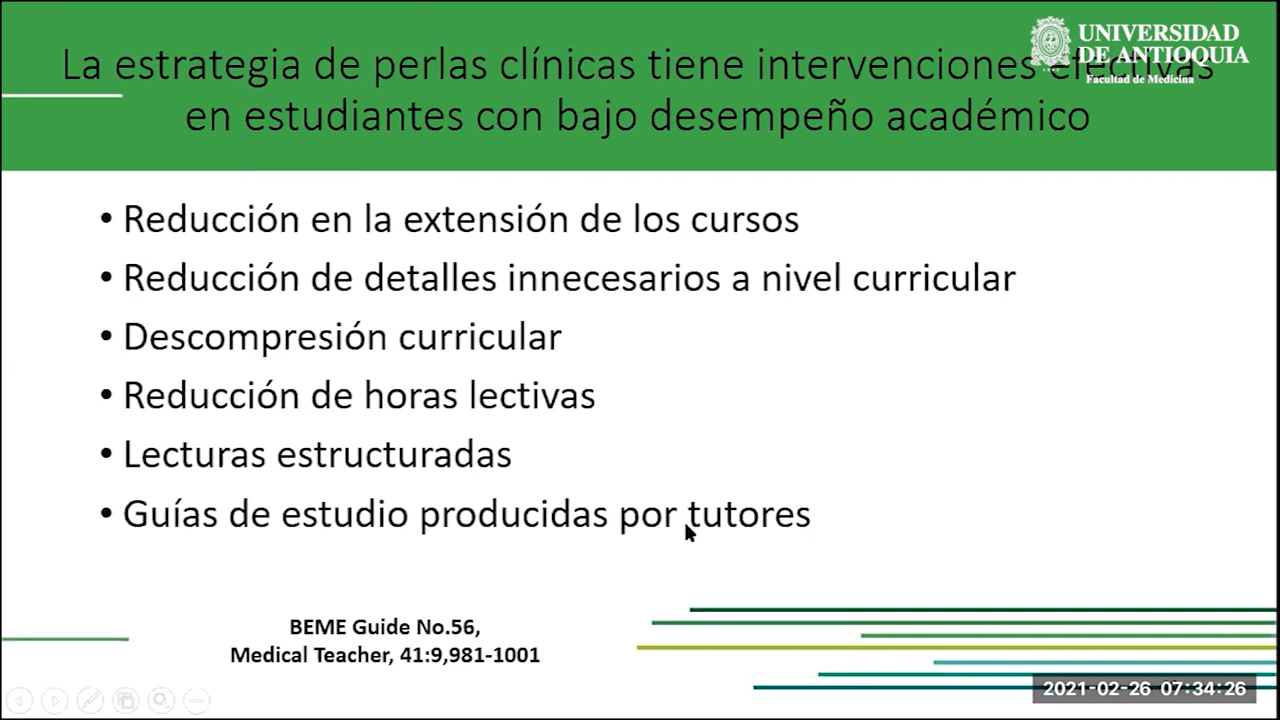 La estrategia de perlas clínicas tiene intervenciones efectivas
en estudiantes con bajo desempeño académico
UNIVERSIDAD
DE ANTIOQUIA
Facultad de Medicina
• Reducción en la extensión de los cursos
• Reducción de detalles innecesarios a nivel curricular
• Descompresión curricular
• Reducción de horas lectivas
• Lecturas estructuradas
• Guías de estudio producidas por tutores
BEME Guide No.56,
Medical Teacher, 41:9,981-1001
2021-02-26 07:34:26